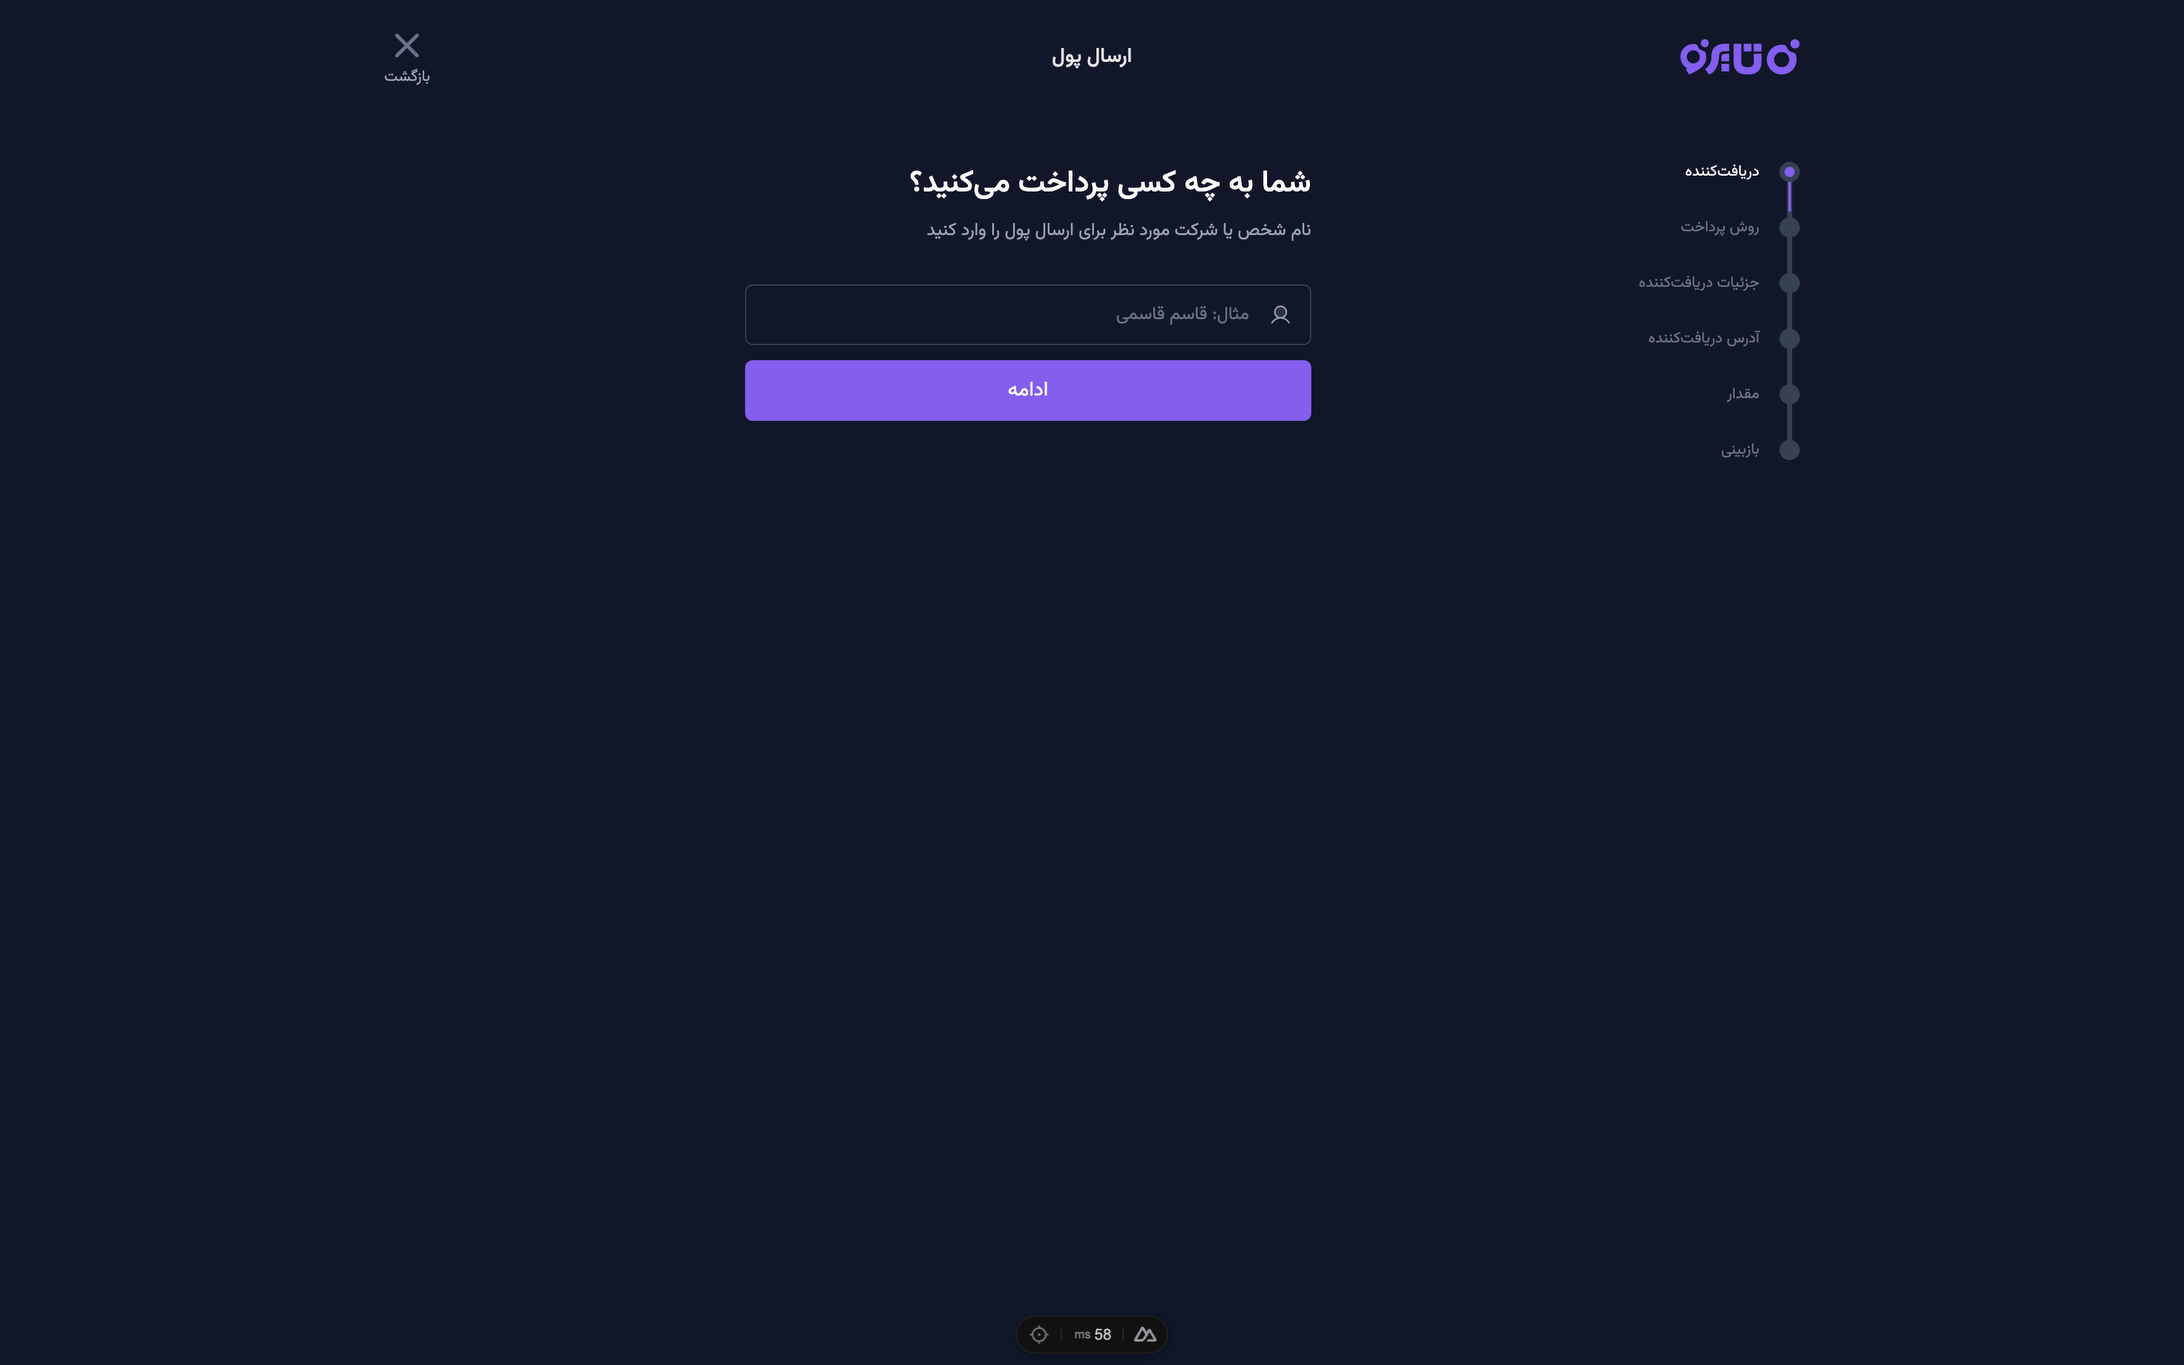 ارسال پول
بازگشت
دریافت‌کننده
روش پرداخت
جزئیات دریافت‌کننده
آدرس دریافت‌کننده
مقدار
بازبینی
شما به چه کسی پرداخت می‌کنید؟
نام شخص یا شرکت مورد نظر برای ارسال پول را وارد کنید
مثال: قاسم قاسمی
ادامه
58 ms